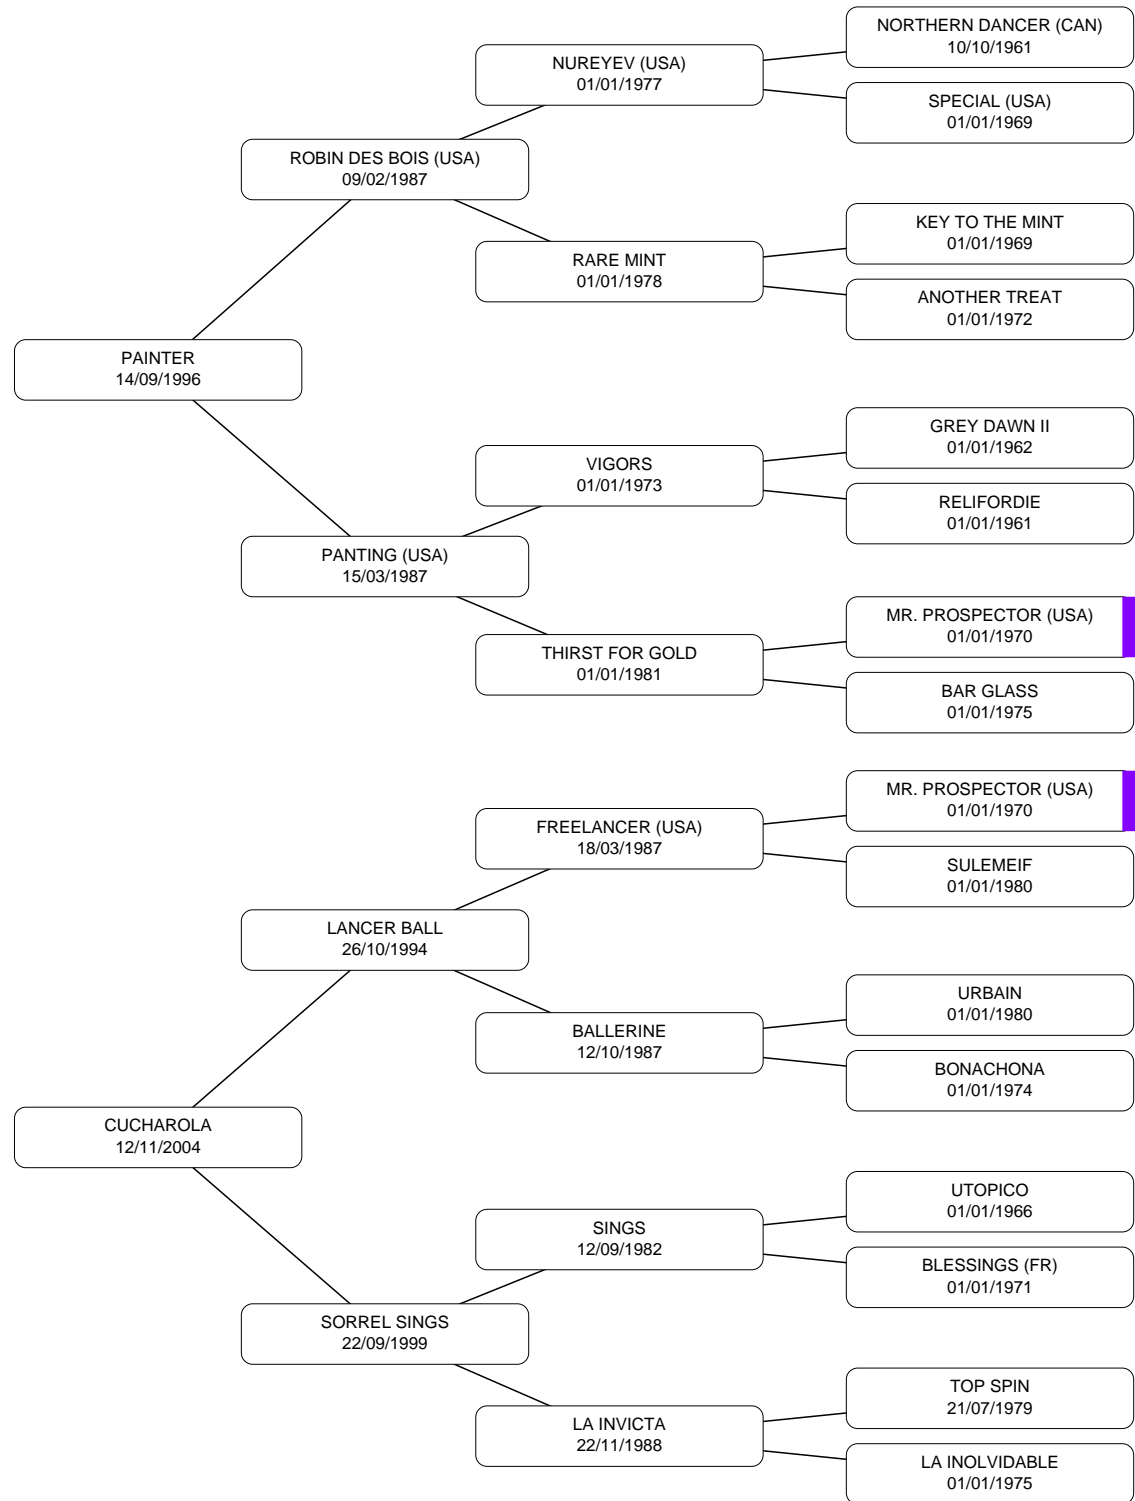 NORTHERN DANCER (CAN)
10/10/1961
NUREYEV (USA)
01/01/1977
SPECIAL (USA)
01/01/1969
ROBIN DES BOIS (USA)
09/02/1987
KEY TO THE MINT
01/01/1969
RARE MINT
01/01/1978
ANOTHER TREAT
01/01/1972
PAINTER
14/09/1996
GREY DAWN II
01/01/1962
VIGORS
01/01/1973
RELIFORDIE
01/01/1961
PANTING (USA)
15/03/1987
MR. PROSPECTOR (USA)
01/01/1970
THIRST FOR GOLD
01/01/1981
BAR GLASS
01/01/1975
MR. PROSPECTOR (USA)
01/01/1970
FREELANCER (USA)
18/03/1987
SULEMEIF
01/01/1980
LANCER BALL
26/10/1994
URBAIN
01/01/1980
BALLERINE
12/10/1987
BONACHONA
01/01/1974
CUCHAROLA
12/11/2004
UTOPICO
01/01/1966
SINGS
12/09/1982
BLESSINGS (FR)
01/01/1971
SORREL SINGS
22/09/1999
TOP SPIN
21/07/1979
LA INVICTA
22/11/1988
LA INOLVIDABLE
01/01/1975